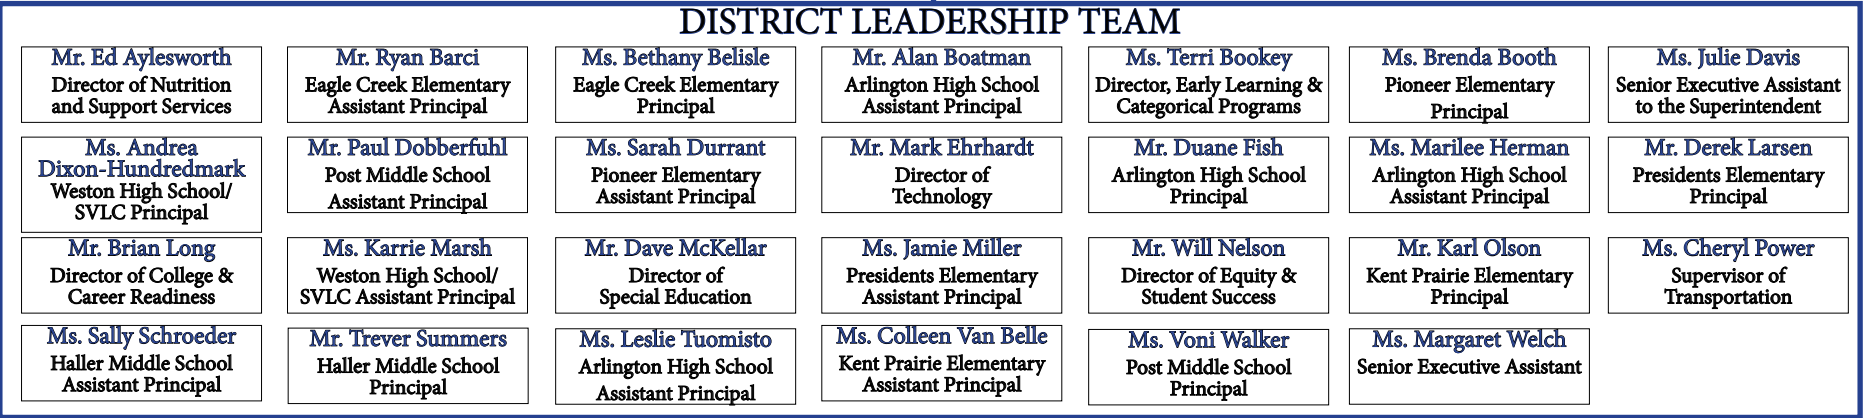 DISTRICT LEADERSHIP TEAM
Mr. Ed Aylesworth
Director of Nutrition
and Support Services
Mr. Ryan Barci
Eagle Creek Elementary
Assistant Principal
Ms. Bethany Belisle
Eagle Creek Elementary
Principal
Mr. Alan Boatman
Arlington High School
Assistant Principal
Ms. Terri Bookey
Director, Early Learning &
Categorical Programs
Ms. Brenda Booth
Pioneer Elementary
Principal
Ms. Julie Davis
Senior Executive Assistant
to the Superintendent
Ms. Andrea
Dixon-Hundredmark
Weston High School/
SVLC Principal
Mr. Paul Dobberfuhl
Post Middle School
Assistant Principal
Ms. Sarah Durrant
Pioneer Elementary
Assistant Principal
Mr. Mark Ehrhardt
Director of
Technology
Mr. Duane Fish
Arlington High School
Principal
Ms. Marilee Herman
Arlington High School
Assistant Principal
Mr. Derek Larsen
Presidents Elementary
Principal
Mr. Brian Long
Director of College &
Career Readiness
Ms. Karrie Marsh
Weston High School/
SVLC Assistant Principal
Mr. Dave McKellar
Director of
Special Education
Ms. Jamie Miller
Presidents Elementary
Assistant Principal
Mr. Will Nelson
Director of Equity &
Student Success
Mr. Karl Olson
Kent Prairie Elementary
Principal
Ms. Cheryl Power
Supervisor of
Transportation
Ms. Sally Schroeder
Haller Middle School
Assistant Principal
Mr. Trever Summers
Haller Middle School
Principal
Ms. Leslie Tuomisto
Arlington High School
Assistant Principal
Ms. Colleen Van Belle
Kent Prairie Elementary
Assistant Principal
Ms. Voni Walker
Post Middle School
Principal
Ms. Margaret Welch
Senior Executive Assistant